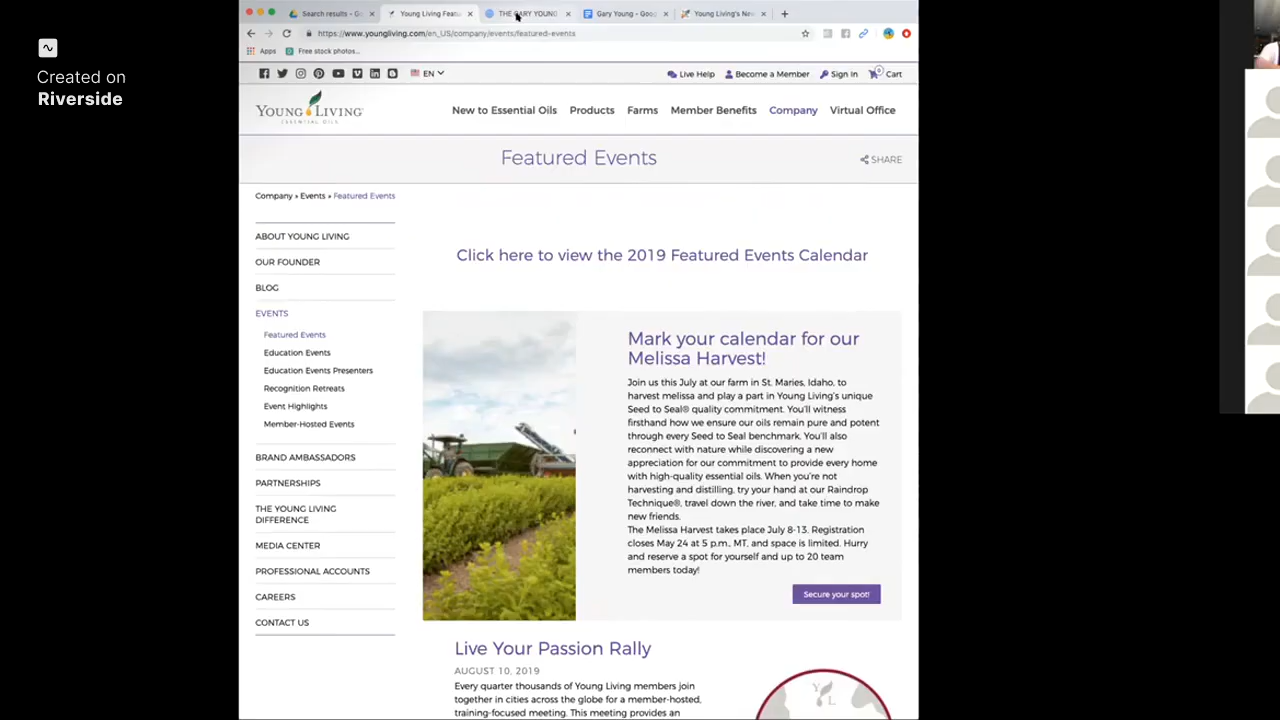 Created on
Riverside
Search results - Go
Young Living Featu
THE GARY YOUNG
Gary Young - Goog
Young Living's Nev
https://www.youngliving.com/en_US/company/events/featured-events
Apps
Free stock photos...
EN
Live Help
Become a Member
Sign In
0
Cart
YOUNG LIVING
ESSENTIAL OILS
New to Essential Oils
Products
Farms
Member Benefits
Company
Virtual Office
Featured Events
SHARE
Company » Events » Featured Events
ABOUT YOUNG LIVING
OUR FOUNDER
BLOG
EVENTS
Featured Events
Education Events
Education Events Presenters
Recognition Retreats
Event Highlights
Member-Hosted Events
BRAND AMBASSADORS
PARTNERSHIPS
THE YOUNG LIVING
DIFFERENCE
MEDIA CENTER
PROFESSIONAL ACCOUNTS
CAREERS
CONTACT US
Click here to view the 2019 Featured Events Calendar
Mark your calendar for our
Melissa Harvest!
Join us this July at our farm in St. Maries, Idaho, to
harvest melissa and play a part in Young Living's unique
Seed to Seal® quality commitment. You'll witness
firsthand how we ensure our oils remain pure and potent
through every Seed to Seal benchmark. You'll also
reconnect with nature while discovering a new
appreciation for our commitment to provide every home
with high-quality essential oils. When you're not
harvesting and distilling, try your hand at our Raindrop
Technique®, travel down the river, and take time to make
new friends.
The Melissa Harvest takes place July 8-13. Registration
closes May 24 at 5 p.m., MT, and space is limited. Hurry
and reserve a spot for yourself and up to 20 team
members today!
Secure your spot!
Live Your Passion Rally
AUGUST 10, 2019
Every quarter thousands of Young Living members join
together in cities across the globe for a member-hosted,
training-focused meeting. This meeting provides an
Y L